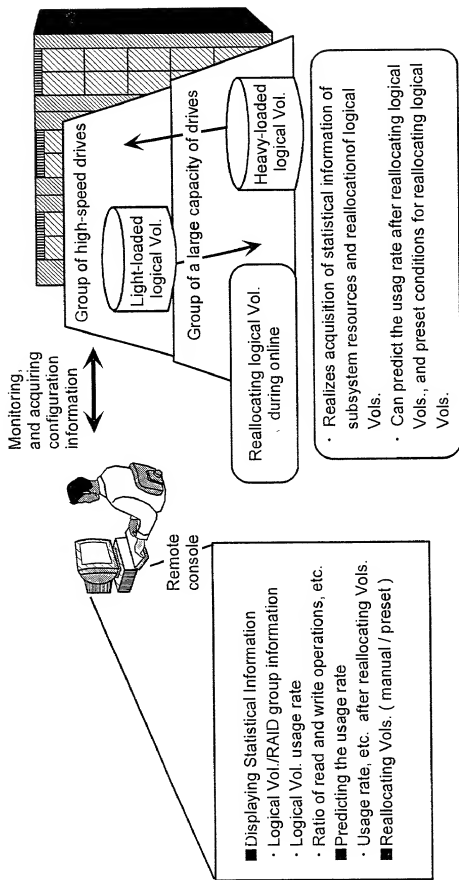 Monitoring,
and acquiring
configuration
information
Remote
console
■Displaying Statistical Information
· Logical Vol./RAID group information
· Logical Vol. usage rate
· Ratio of read and write operations, etc.
■Predicting the usage rate
· Usage rate, etc. after reallocating Vols.
■Reallocating Vols. ( manual / preset )
Group of high-speed drives
Light-loaded
logical Vol.
Group of a large capacity of drives
Heavy-loaded
logical Vol.
Reallocating logical Vol.
during online
· Realizes acquisition of statistical information of
subsystem resources and reallocationof logical
Vols.
· Can predict the usag rate after reallocating logical
Vols., and preset conditions for reallocating logical
Vols.